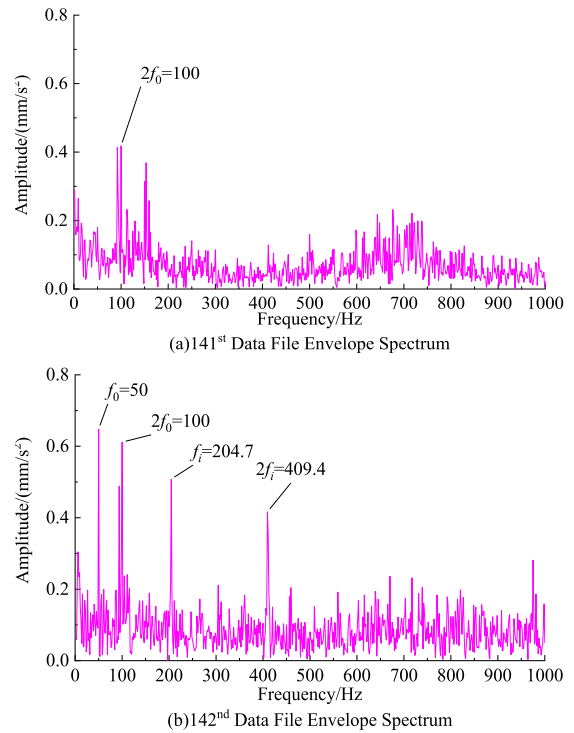 0.8
0.6
0.4
0.2
0.0
Amplitude/(mm/s²)
2f₀=100
0 100 200 300 400 500 600 700 800 900 1000
Frequency/Hz
(a)141ˢᵗ Data File Envelope Spectrum
0.8
0.6
0.4
0.2
0.0
Amplitude/(mm/s²)
f₀=50
2f₀=100
fᵢ=204.7
2fᵢ=409.4
0 100 200 300 400 500 600 700 800 900 1000
Frequency/Hz
(b)142ⁿᵈ Data File Envelope Spectrum